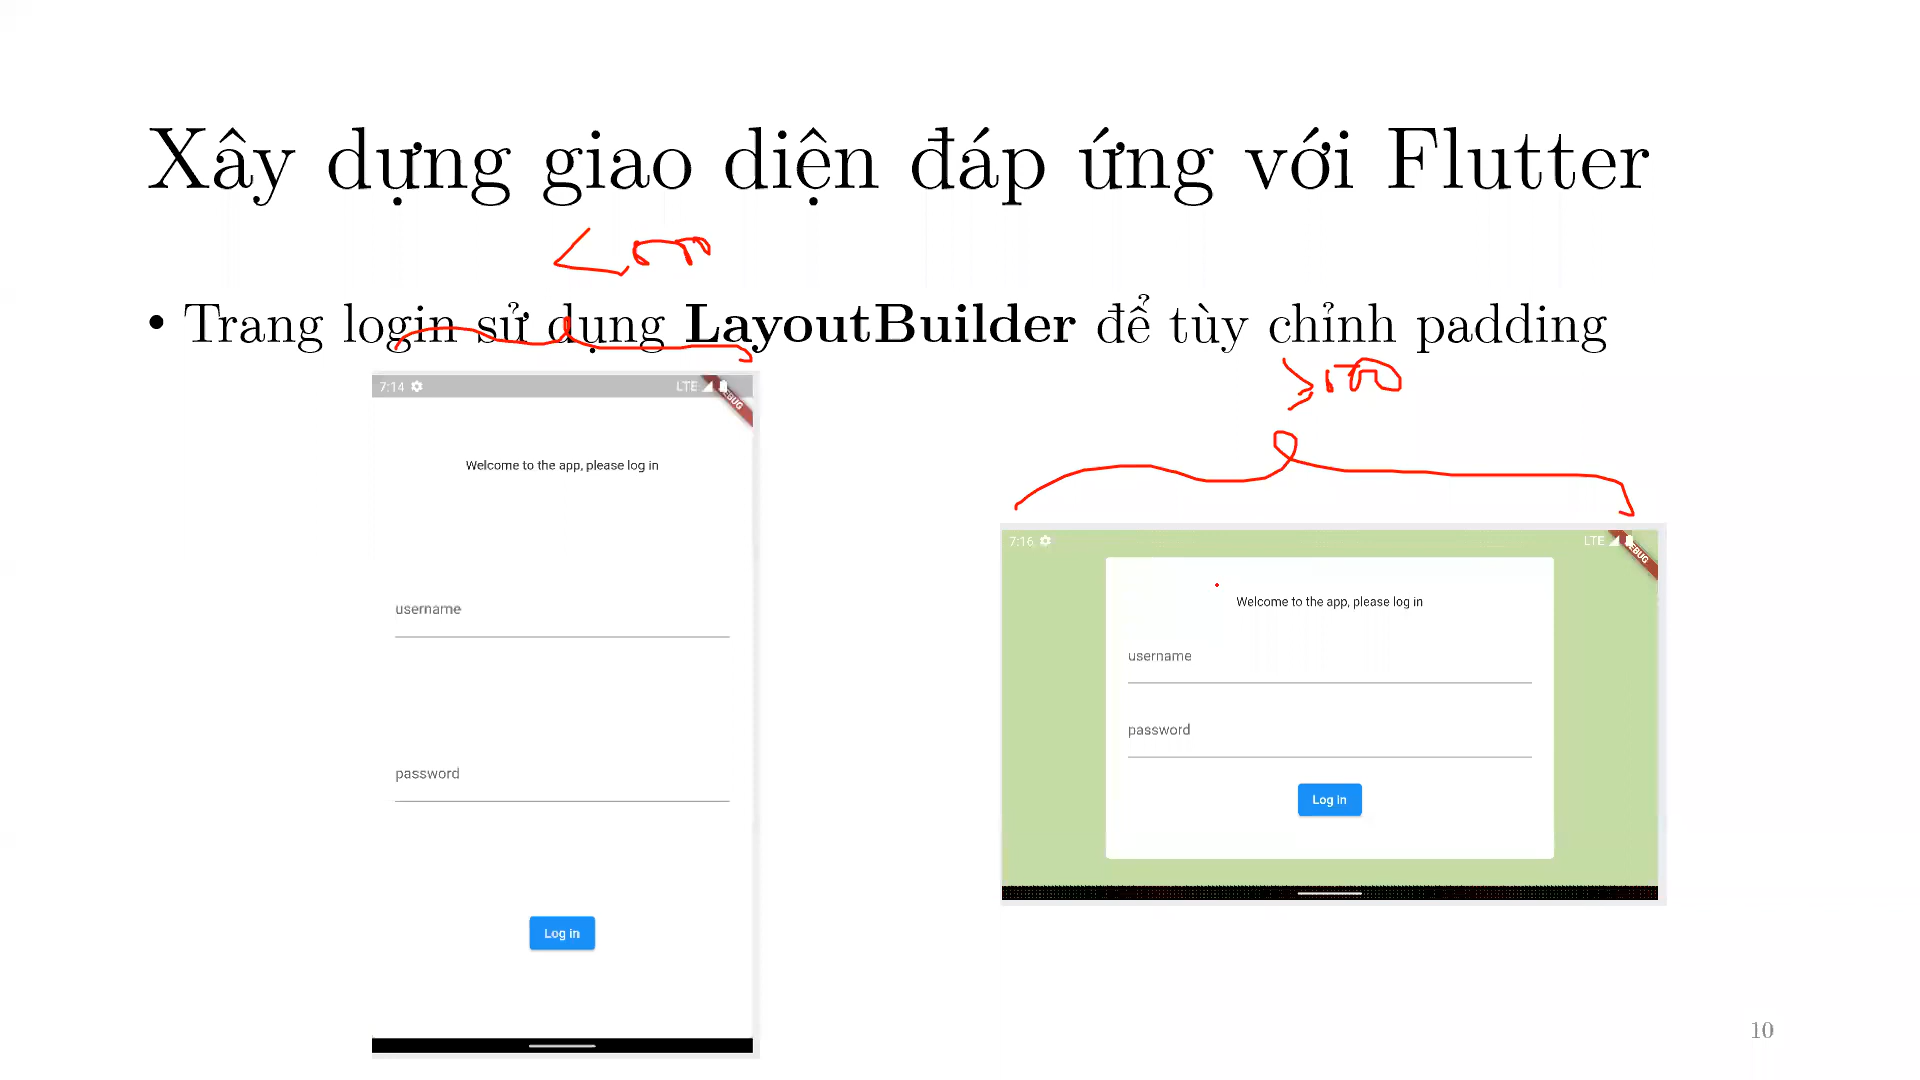 Xây dựng giao diện đáp ứng với Flutter
• Trang login sử dụng LayoutBuilder để tùy chỉnh padding
7:14 LTE
DEBUG
Welcome to the app, please log in
username
password
Log in
7:16 LTE
DEBUG
Welcome to the app, please log in
username
password
Log in
10